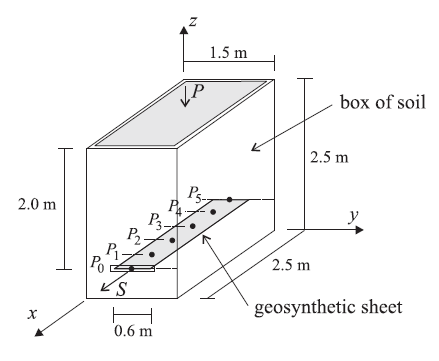 z
1.5 m
P
box of soil
2.5 m
2.0 m
P5
P4
P3
P2
P1
P0
y
2.5 m
S
x
geosynthetic sheet
0.6 m